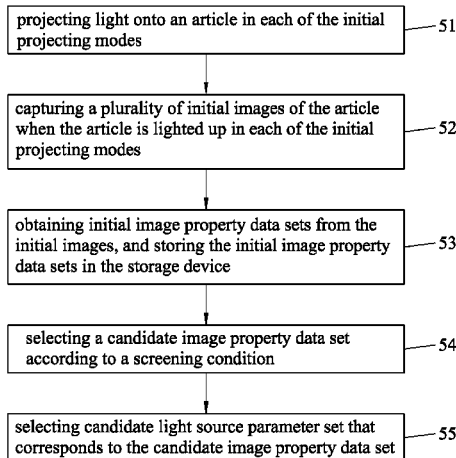 projecting light onto an article in each of the initial
projecting modes
51
capturing a plurality of initial images of the article
when the article is lighted up in each of the initial
projecting modes
52
obtaining initial image property data sets from the
initial images, and storing the initial image property
data sets in the storage device
53
selecting a candidate image property data set
according to a screening condition
54
selecting candidate light source parameter set that
corresponds to the candidate image property data set
55